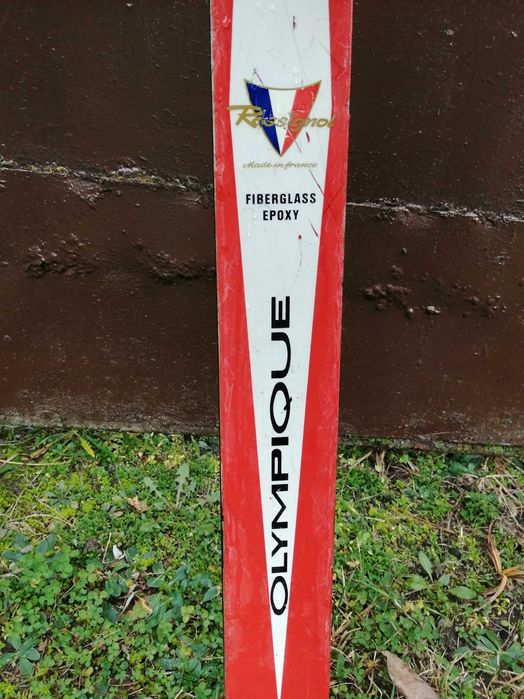 Rossignol
Made in france
FIBERGLASS
EPOXY
OLYMPIQUE